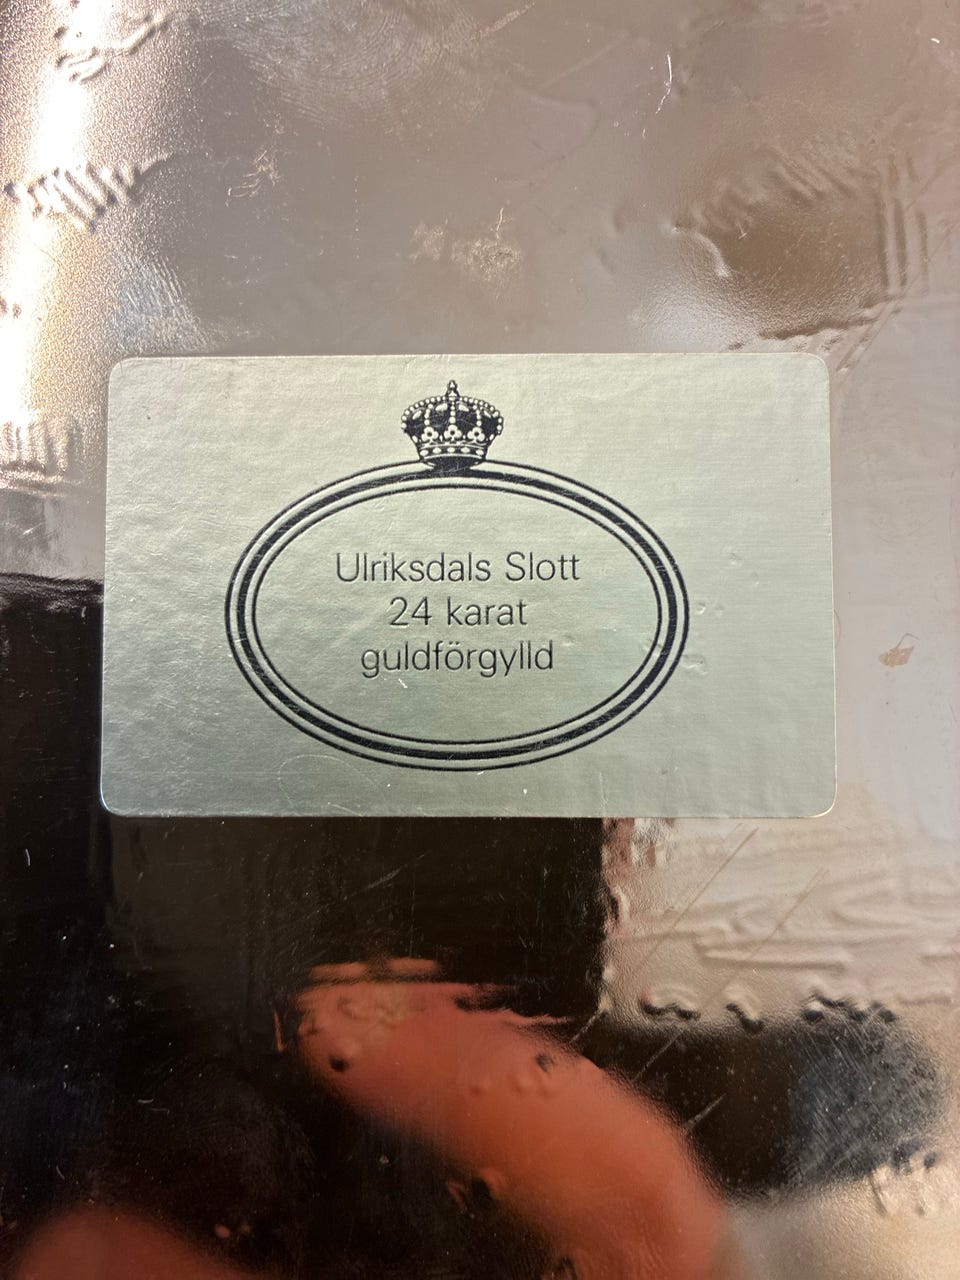 Ulriksdals Slott
24 karat
guldförgylld